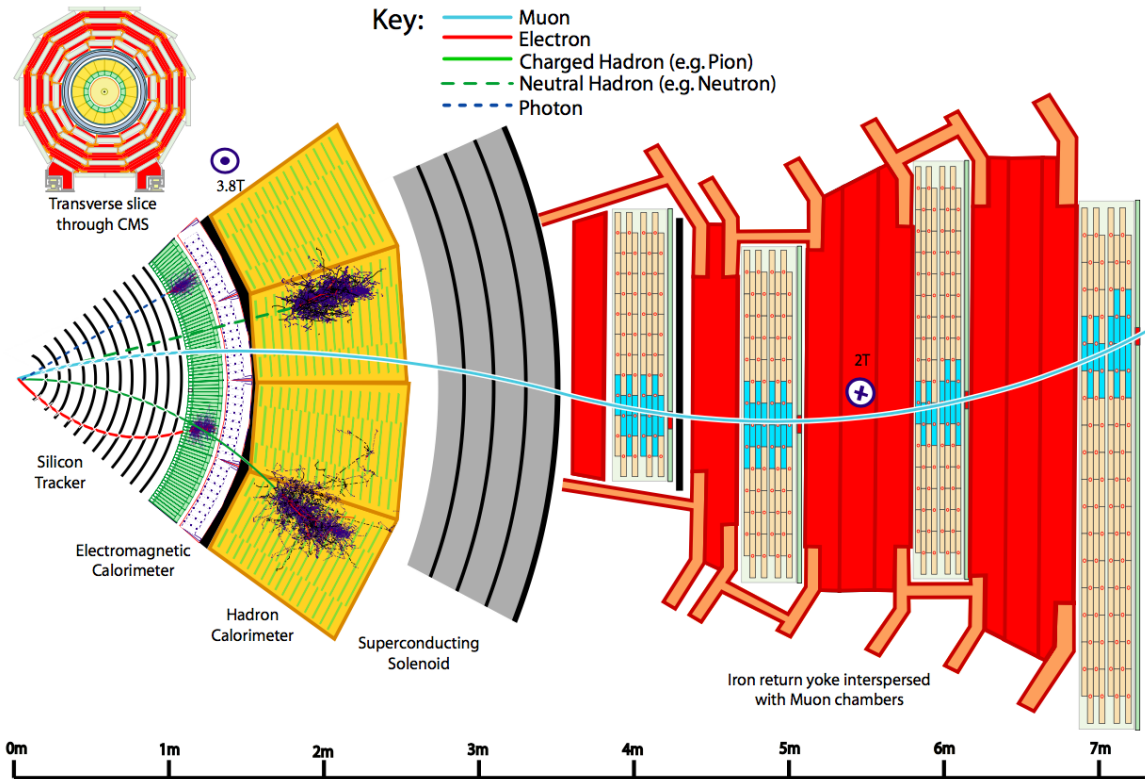 Key:
Muon
Electron
Charged Hadron (e.g. Pion)
Neutral Hadron (e.g. Neutron)
Photon
Transverse slice
through CMS
3.8T
2T
Silicon
Tracker
Electromagnetic
Calorimeter
Hadron
Calorimeter
Superconducting
Solenoid
Iron return yoke interspersed
with Muon chambers
0m 1m 2m 3m 4m 5m 6m 7m